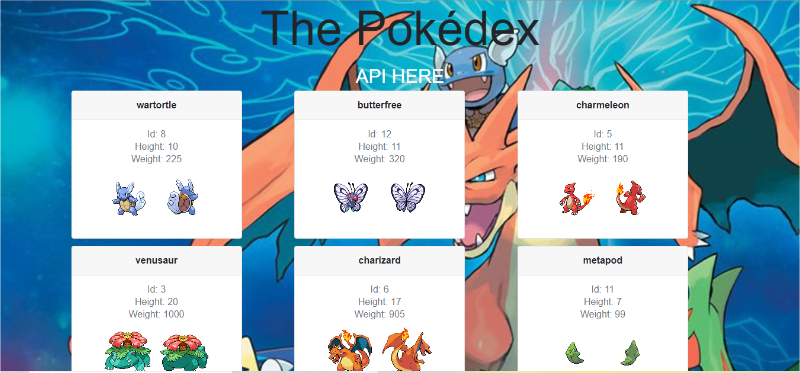 The Pokédex
API HERE
wartortle
Id: 8
Height: 10
Weight: 225
butterfree
Id: 12
Height: 11
Weight: 320
charmeleon
Id: 5
Height: 11
Weight: 190
venusaur
Id: 3
Height: 20
Weight: 1000
charizard
Id: 6
Height: 17
Weight: 905
metapod
Id: 11
Height: 7
Weight: 99